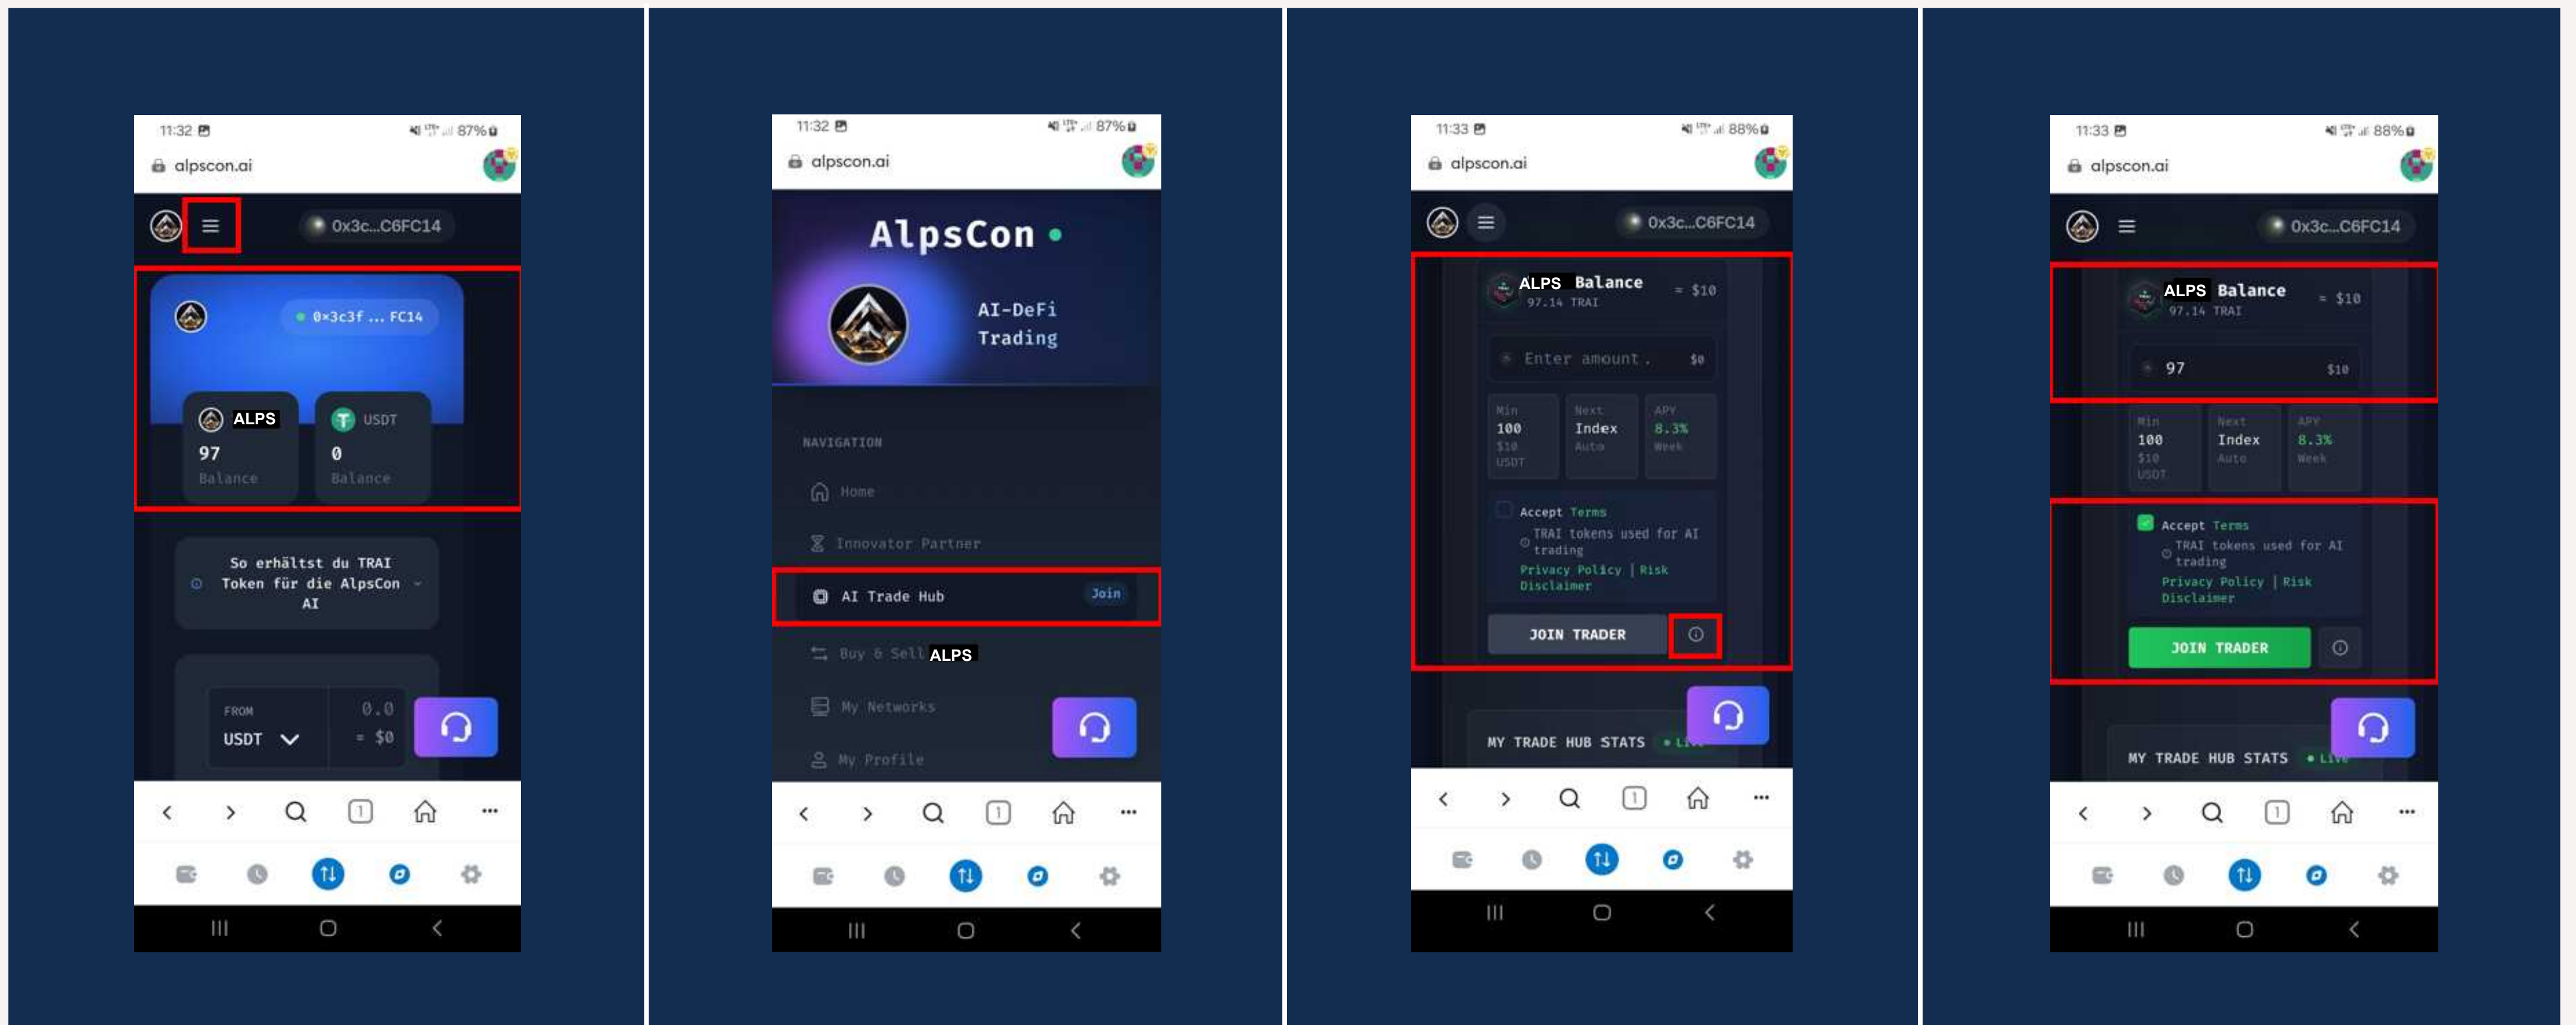 11:32
87%
alpscon.ai
0x3c...C6FC14
0x3c3f ... FC14
ALPS
USDT
97
0
Balance
Balance
So erhältst du TRAI
Token für die AlpsCon
AI
FROM
0.0
USDT
= $0
1
11:32
87%
alpscon.ai
AlpsCon
AI-DeFi
Trading
NAVIGATION
Home
Innovator Partner
AI Trade Hub
Join
Buy & Sell ALPS
My Networks
My Profile
1
11:33
88%
alpscon.ai
0x3c...C6FC14
ALPS Balance
= $10
97.14 TRAI
Enter amount.
$0
Min
Next
APY
100
Index
8.3%
$10
Auto
Week
USDT
Accept Terms
TRAI tokens used for AI
trading
Privacy Policy | Risk
Disclaimer
JOIN TRADER
MY TRADE HUB STATS
1
11:33
88%
alpscon.ai
0x3c...C6FC14
ALPS Balance
= $10
97.14 TRAI
97
$10
Min
Next
APY
100
Index
8.3%
$10
Auto
Week
USDT
Accept Terms
TRAI tokens used for AI
trading
Privacy Policy | Risk
Disclaimer
JOIN TRADER
MY TRADE HUB STATS
Live
1